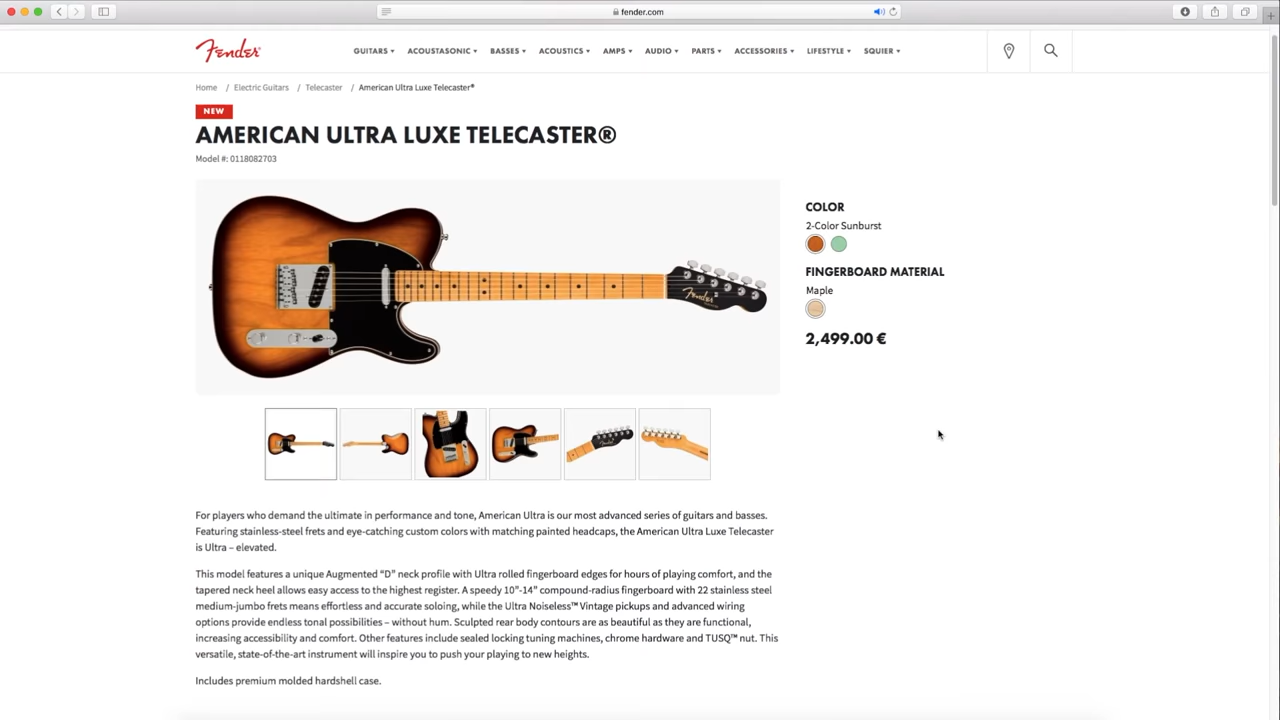 fender.com
Fender
GUITARS ACOUSTASONIC BASSES ACOUSTICS AMPS AUDIO PARTS ACCESSORIES LIFESTYLE SQUIER
Home / Electric Guitars / Telecaster / American Ultra Luxe Telecaster®
NEW
AMERICAN ULTRA LUXE TELECASTER®
Model #: 0118082703
Fender
COLOR
2-Color Sunburst
FINGERBOARD MATERIAL
Maple
2,499.00 €
For players who demand the ultimate in performance and tone, American Ultra is our most advanced series of guitars and basses.
Featuring stainless-steel frets and eye-catching custom colors with matching painted headcaps, the American Ultra Luxe Telecaster
is Ultra – elevated.
This model features a unique Augmented “D” neck profile with Ultra rolled fingerboard edges for hours of playing comfort, and the
tapered neck heel allows easy access to the highest register. A speedy 10”-14” compound-radius fingerboard with 22 stainless steel
medium-jumbo frets means effortless and accurate soloing, while the Ultra Noiseless™ Vintage pickups and advanced wiring
options provide endless tonal possibilities – without hum. Sculpted rear body contours are as beautiful as they are functional,
increasing accessibility and comfort. Other features include sealed locking tuning machines, chrome hardware and TUSQ™ nut. This
versatile, state-of-the-art instrument will inspire you to push your playing to new heights.
Includes premium molded hardshell case.